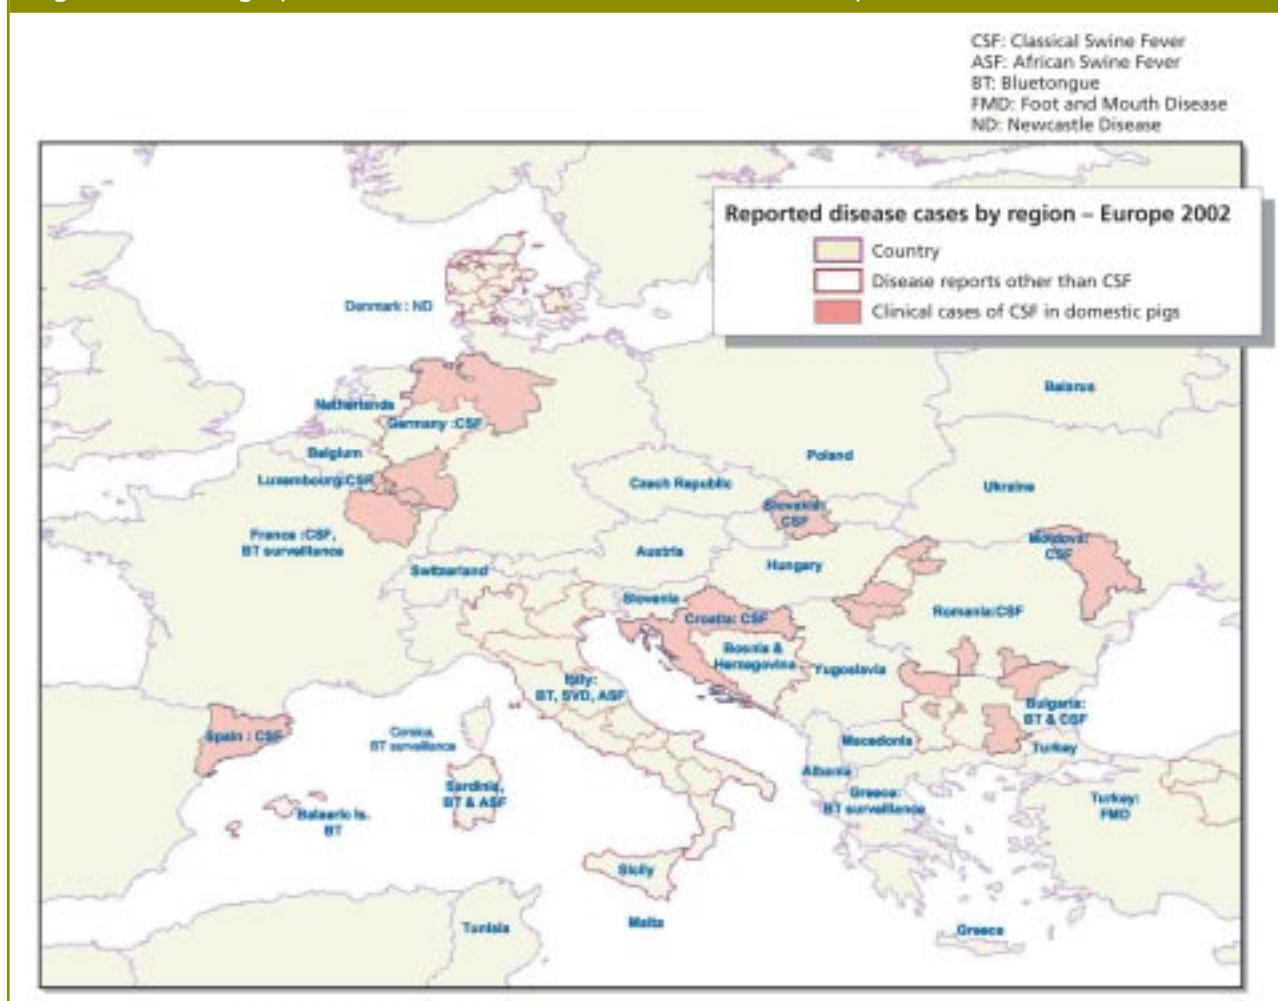 CSF: Classical Swine Fever
ASF: African Swine Fever
BT: Bluetongue
FMD: Foot and Mouth Disease
ND: Newcastle Disease
Reported disease cases by region – Europe 2002
Country
Disease reports other than CSF
Clinical cases of CSF in domestic pigs
Denmark : ND
Belarus
Netherlands
Germany :CSF
Belgium
Poland
Luxembourg:CSF
Czech Republic
Ukraine
Slovakia:
CSF
France :CSF,
BT surveillance
Moldova:
CSF
Austria
Hungary
Switzerland
Slovenia
Croatia: CSF
Romania:CSF
Bosnia &
Herzegovina
Yugoslavia
Italy:
BT, SVD, ASF
Bulgaria:
BT & CSF
Spain : CSF
Corsica,
BT surveillance
Macedonia
Turkey
Albania
Sardinia,
BT & ASF
Greece:
BT surveillance
Turkey:
FMD
Balearic Is.
BT
Sicily
Malta
Tunisia
Greece